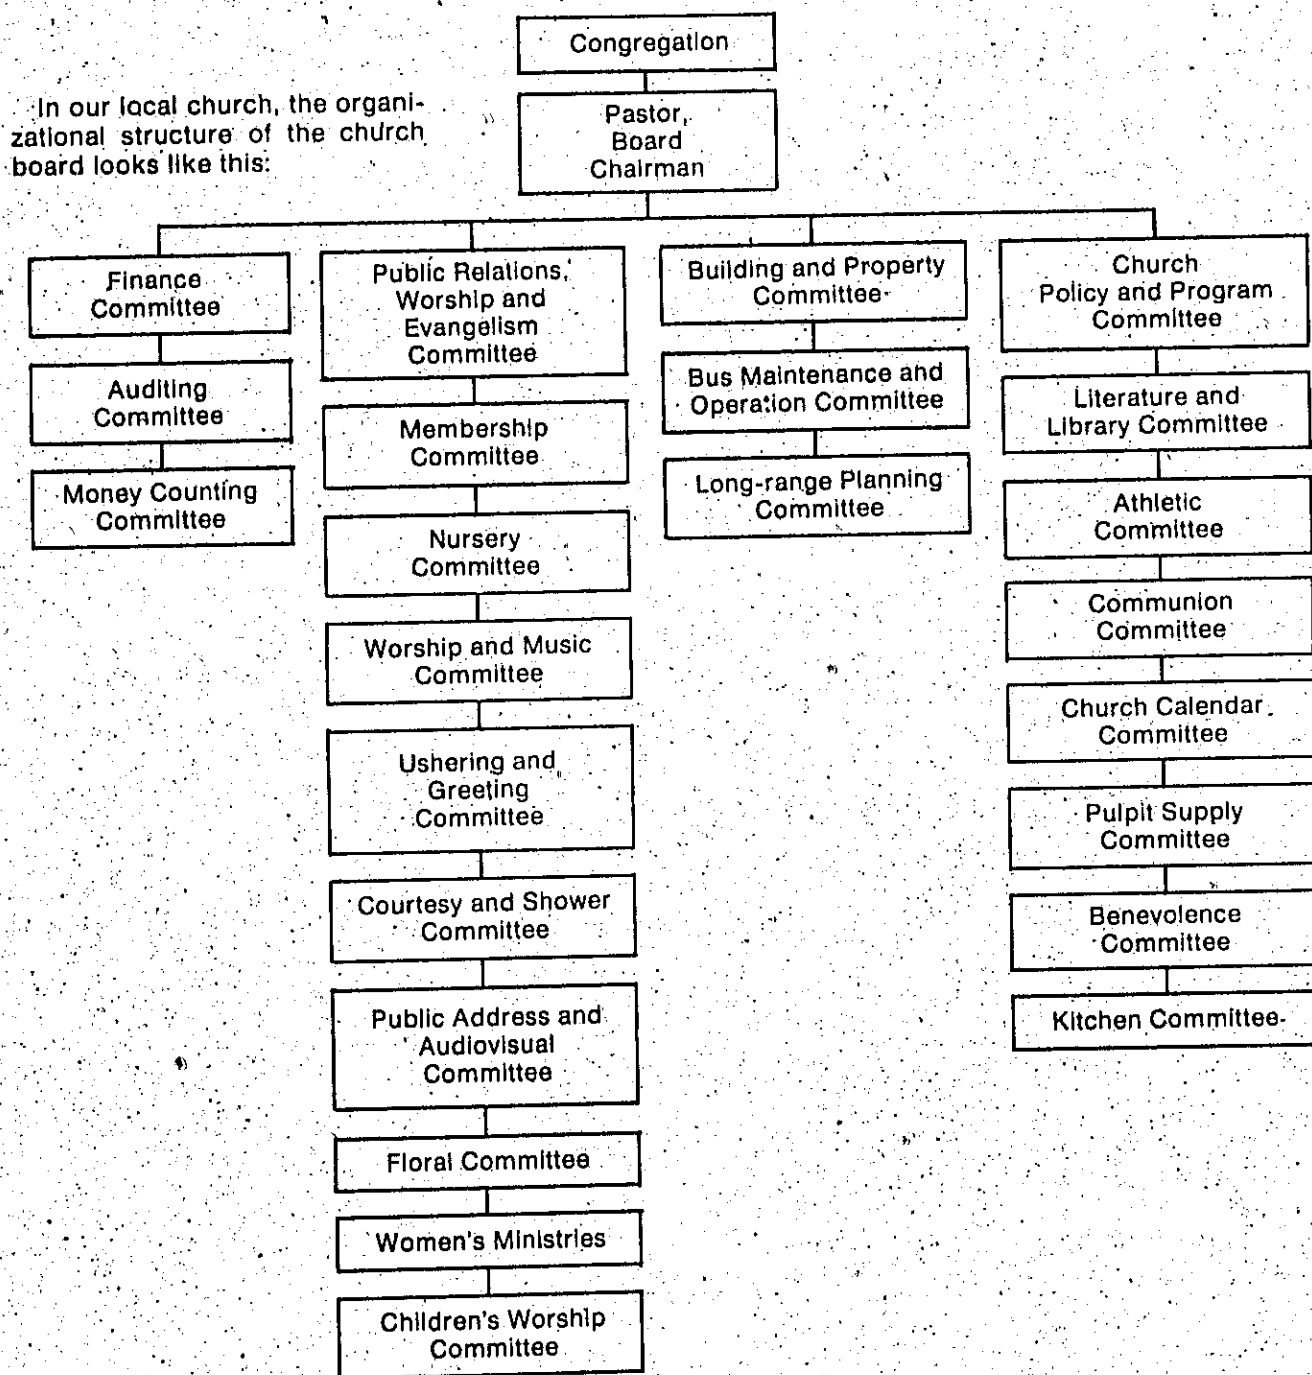 Congregation
In our local church, the organi-
zational structure of the church
board looks like this:
Pastor,
Board
Chairman
Finance
Committee
Auditing
Committee
Money Counting
Committee
Public Relations,
Worship and
Evangelism
Committee
Membership
Committee
Nursery
Committee
Worship and Music
Committee
Ushering and
Greeting
Committee
Courtesy and Shower
Committee
Public Address and
Audiovisual
Committee
Floral Committee
Women's Ministries
Children's Worship
Committee
Building and Property
Committee
Bus Maintenance and
Operation Committee
Long-range Planning
Committee
Church
Policy and Program
Committee
Literature and
Library Committee
Athletic
Committee
Communion
Committee
Church Calendar
Committee
Pulpit Supply
Committee
Benevolence
Committee
Kitchen Committee